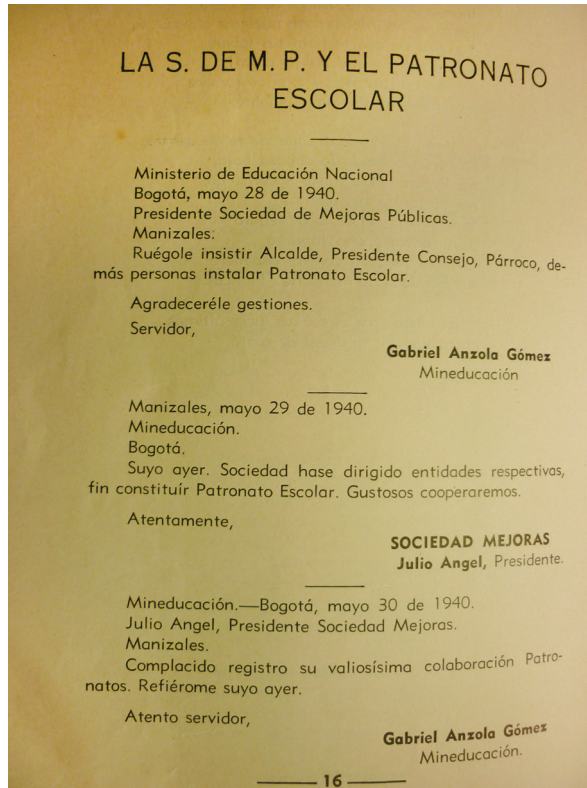 LA S. DE M. P. Y EL PATRONATO
ESCOLAR
Ministerio de Educación Nacional
Bogotá, mayo 28 de 1940.
Presidente Sociedad de Mejoras Públicas.
Manizales.
Ruégole insistir Alcalde, Presidente Consejo, Párroco, de-
más personas instalar Patronato Escolar.
Agradeceréle gestiones.
Servidor,
Gabriel Anzola Gómez
Mineducación
Manizales, mayo 29 de 1940.
Mineducación.
Bogotá.
Suyo ayer. Sociedad hase dirigido entidades respectivas,
fin constituír Patronato Escolar. Gustosos cooperaremos.
Atentamente,
SOCIEDAD MEJORAS
Julio Angel, Presidente.
Mineducación.—Bogotá, mayo 30 de 1940.
Julio Angel, Presidente Sociedad Mejoras.
Manizales.
Complacido registro su valiosísima colaboración Patro-
natos. Refiérome suyo ayer.
Atento servidor,
Gabriel Anzola Gómez
Mineducación.
16